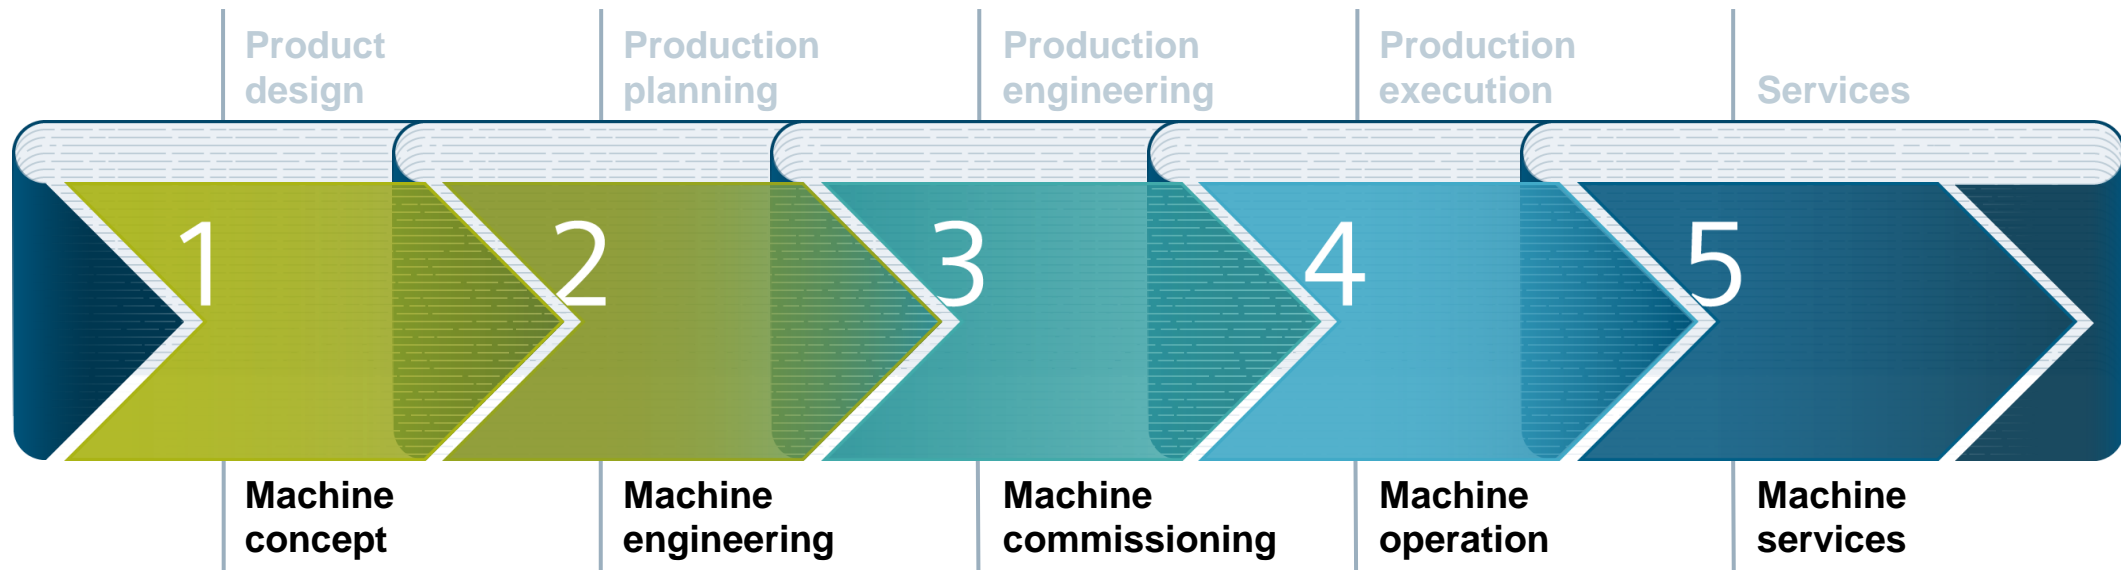 Product
design
Production
planning
Production
engineering
Production
execution
Services
1
2
3
4
5
Machine
concept
Machine
engineering
Machine
commissioning
Machine
operation
Machine
services